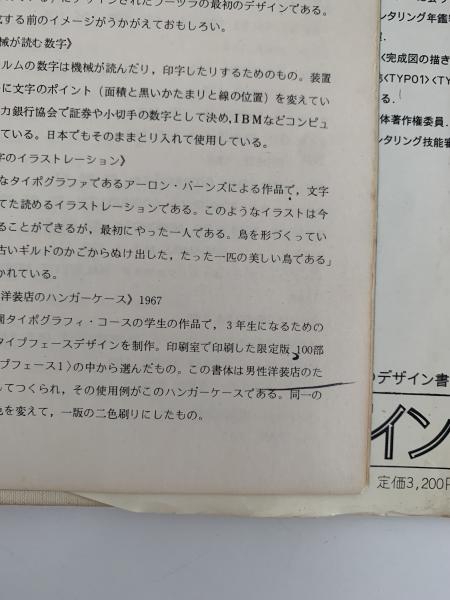 にデザインされたフーツラの最初のデザインである。
する前のイメージがうかがえておもしろい。
械が読む数字》
ルムの数字は機械が読んだり，印字したりするためのもの。装置
に文字のポイント（面積と黒いかたまりと線の位置）を変えてい
カ銀行協会で証券や小切手の数字として決め，IBMなどコンピュ
ている。日本でもそのままとり入れて使用している。
字のイラストレーション》
なタイポグラファであるアーロン・バーンズによる作品で，文字
てた読めるイラストレーションである。このようなイラストは今
ることができるが，最初にやった一人である。鳥を形づくってい
古いギルドのかごからぬけ出した，たった一匹の美しい鳥である」
かれている。
洋装店のハンガーケース》1967
タイポグラフィ・コースの学生の作品で，3年生になるための
タイプフェースデザインを制作。印刷室で印刷した限定版，100部
プフェース1〉の中から選んだもの。この書体は男性洋装店のた
してつくられ，その使用例がこのハンガーケースである。同一の
色を変えて，一版の二色刷りにしたもの。
ンタリング年鑑
〈完成図の描き
〈TYPO1〉〈TY
る.
体著作権委員.
ンタリング技能審
デザイン書
イン
定価3,200円